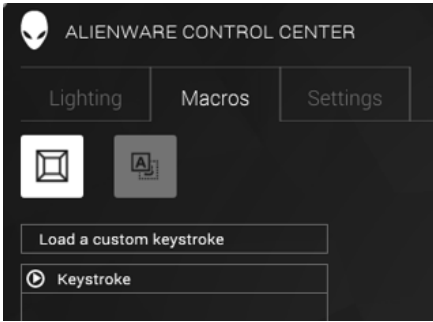 ALIENWARE CONTROL CENTER
Lighting Macros Settings
A
Load a custom keystroke
Keystroke